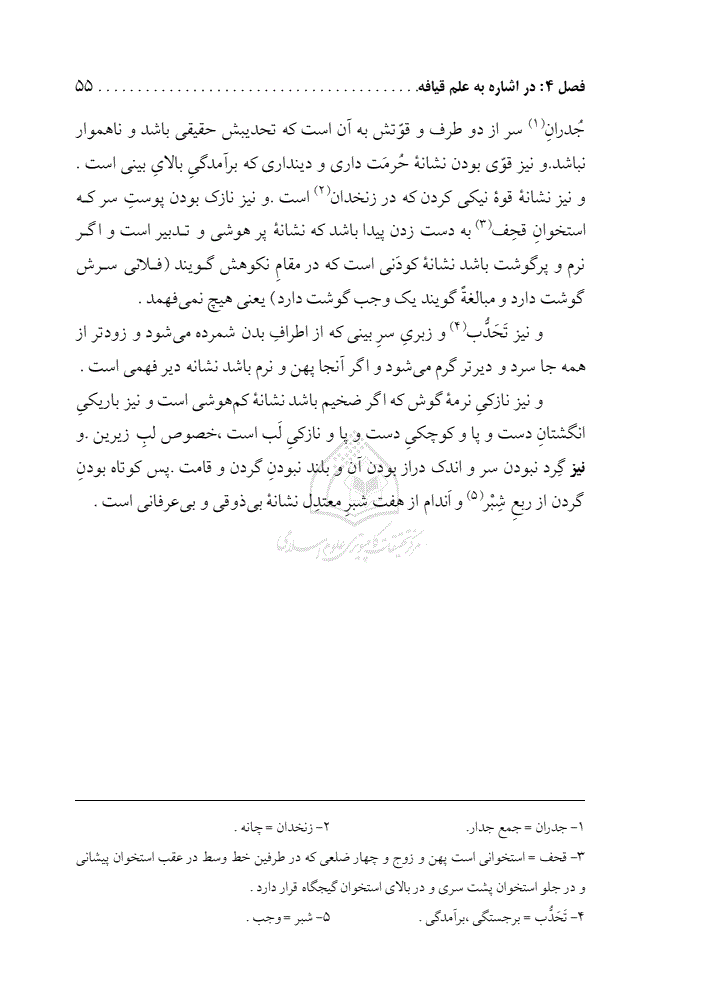 فصل ۴: در اشاره به علم قیافه. . . . . . . . . . . . . . . . . . . . . . . . . . . . . . . . . . . . . . . . . ۵۵
جُدرانِ(۱) سر از دو طرف و قوّتش به آن است که تحدیبش حقیقی باشد و ناهموار
نباشد.و نیز قوّی بودن نشانهٔ حُرمَت داری و دینداری که برآمدگیِ بالایِ بینی است .
و نیز نشانهٔ قوهٔ نیکی کردن که در زنخدان(۲) است .و نیز نازک بودن پوستِ سر کـه
استخوانِ قحِف(۳) به دست زدن پیدا باشد که نشانهٔ پر هوشی و تـدبیر است و اگـر
نرم و پرگوشت باشد نشانهٔ کودَنی است که در مقامِ نکوهش گـویند (فـلانی سـرش
گوشت دارد و مبالغةً گویند یک وجب گوشت دارد) یعنی هیچ نمی‌فهمد .
و نیز تَحَدُّب(۴) و زبریِ سرِ بینی که از اطرافِ بدن شمرده می‌شود و زودتر از
همه جا سرد و دیرتر گرم می‌شود و اگر آنجا پهن و نرم باشد نشانه دیر فهمی است .
و نیز نازکیِ نرمهٔ گوش که اگر ضخیم باشد نشانهٔ کم‌هوشی است و نیز باریکیِ
انگشتانِ دست و پا و کوچکیِ دست و پا و نازکیِ لَب است ،خصوص لبِ زیرین .و
نیز گِرد نبودن سر و اندک دراز بودن آن و بلند نبودنِ گردن و قامت .پس کوتاه بودنِ
گردن از ربعِ شِبْر(۵) و اَندام از هفت شبرِ معتدل نشانهٔ بی‌ذوقی و بی‌عرفانی است .
مرکز تحقیقات کامپیوتری علوم اسلامی
۱- جدران = جمع جدار. ۲- زنخدان = چانه .
۳- قحف = استخوانی است پهن و زوج و چهار ضلعی که در طرفین خط وسط در عقب استخوان پیشانی
و در جلو استخوان پشت سری و در بالای استخوان گیجگاه قرار دارد .
۴- تَحَدُّب = برجستگی ،برآمدگی . ۵- شبر = وجب .